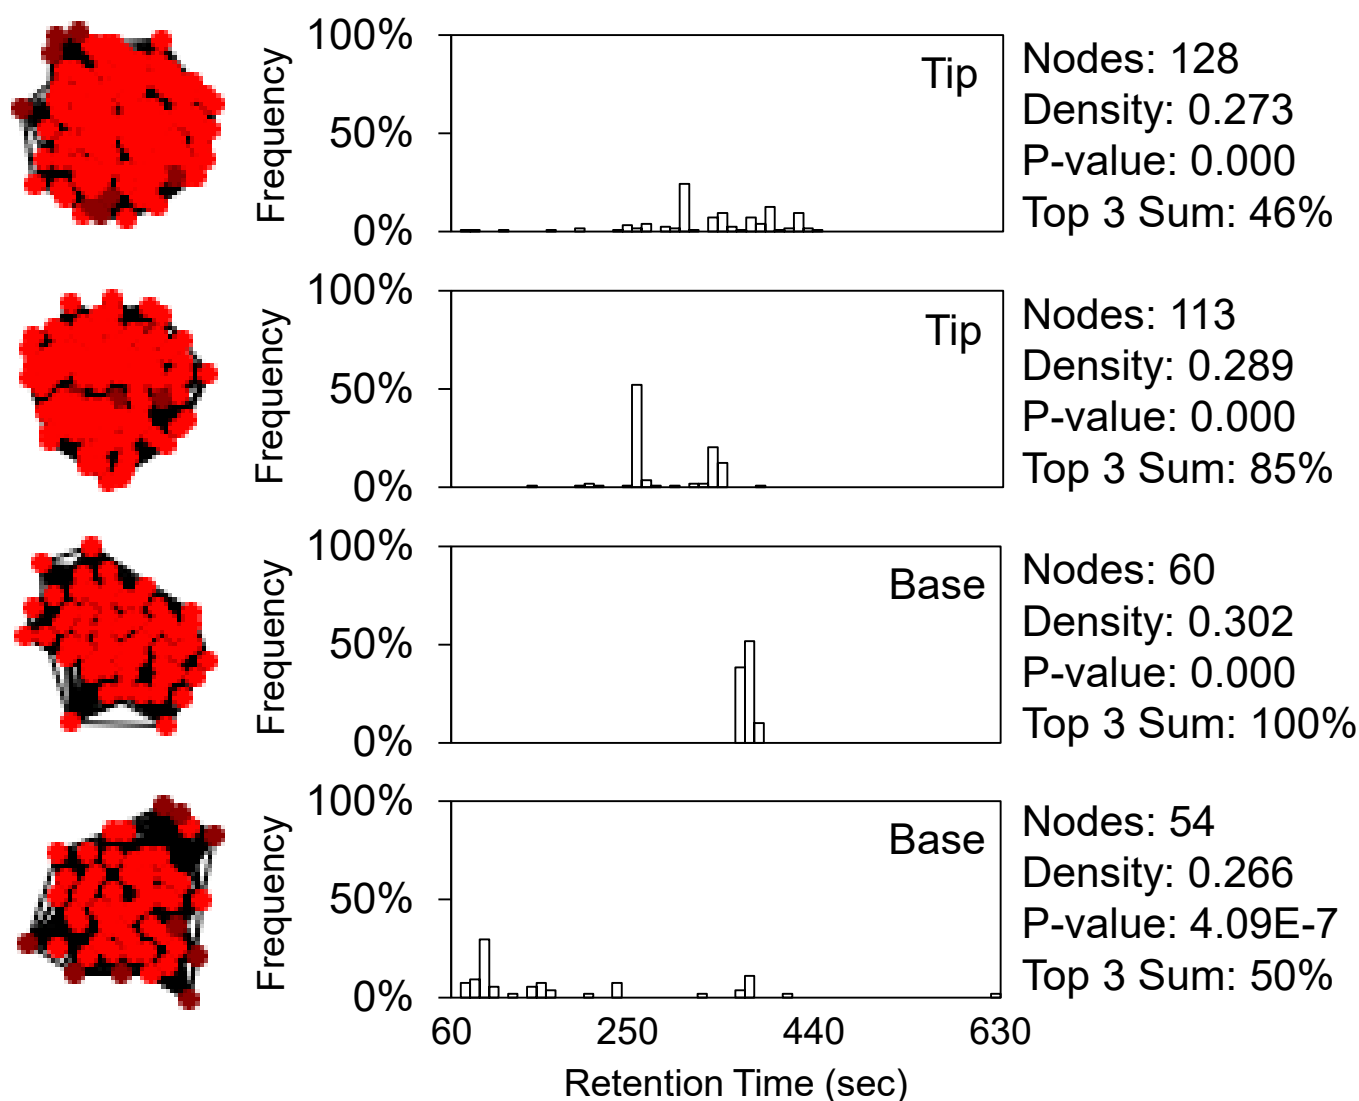 Frequency
100%
50%
0%
Tip
Nodes: 128
Density: 0.273
P-value: 0.000
Top 3 Sum: 46%
Frequency
100%
50%
0%
Tip
Nodes: 113
Density: 0.289
P-value: 0.000
Top 3 Sum: 85%
Frequency
100%
50%
0%
Base
Nodes: 60
Density: 0.302
P-value: 0.000
Top 3 Sum: 100%
Frequency
100%
50%
0%
Base
Nodes: 54
Density: 0.266
P-value: 4.09E-7
Top 3 Sum: 50%
60 250 440 630
Retention Time (sec)